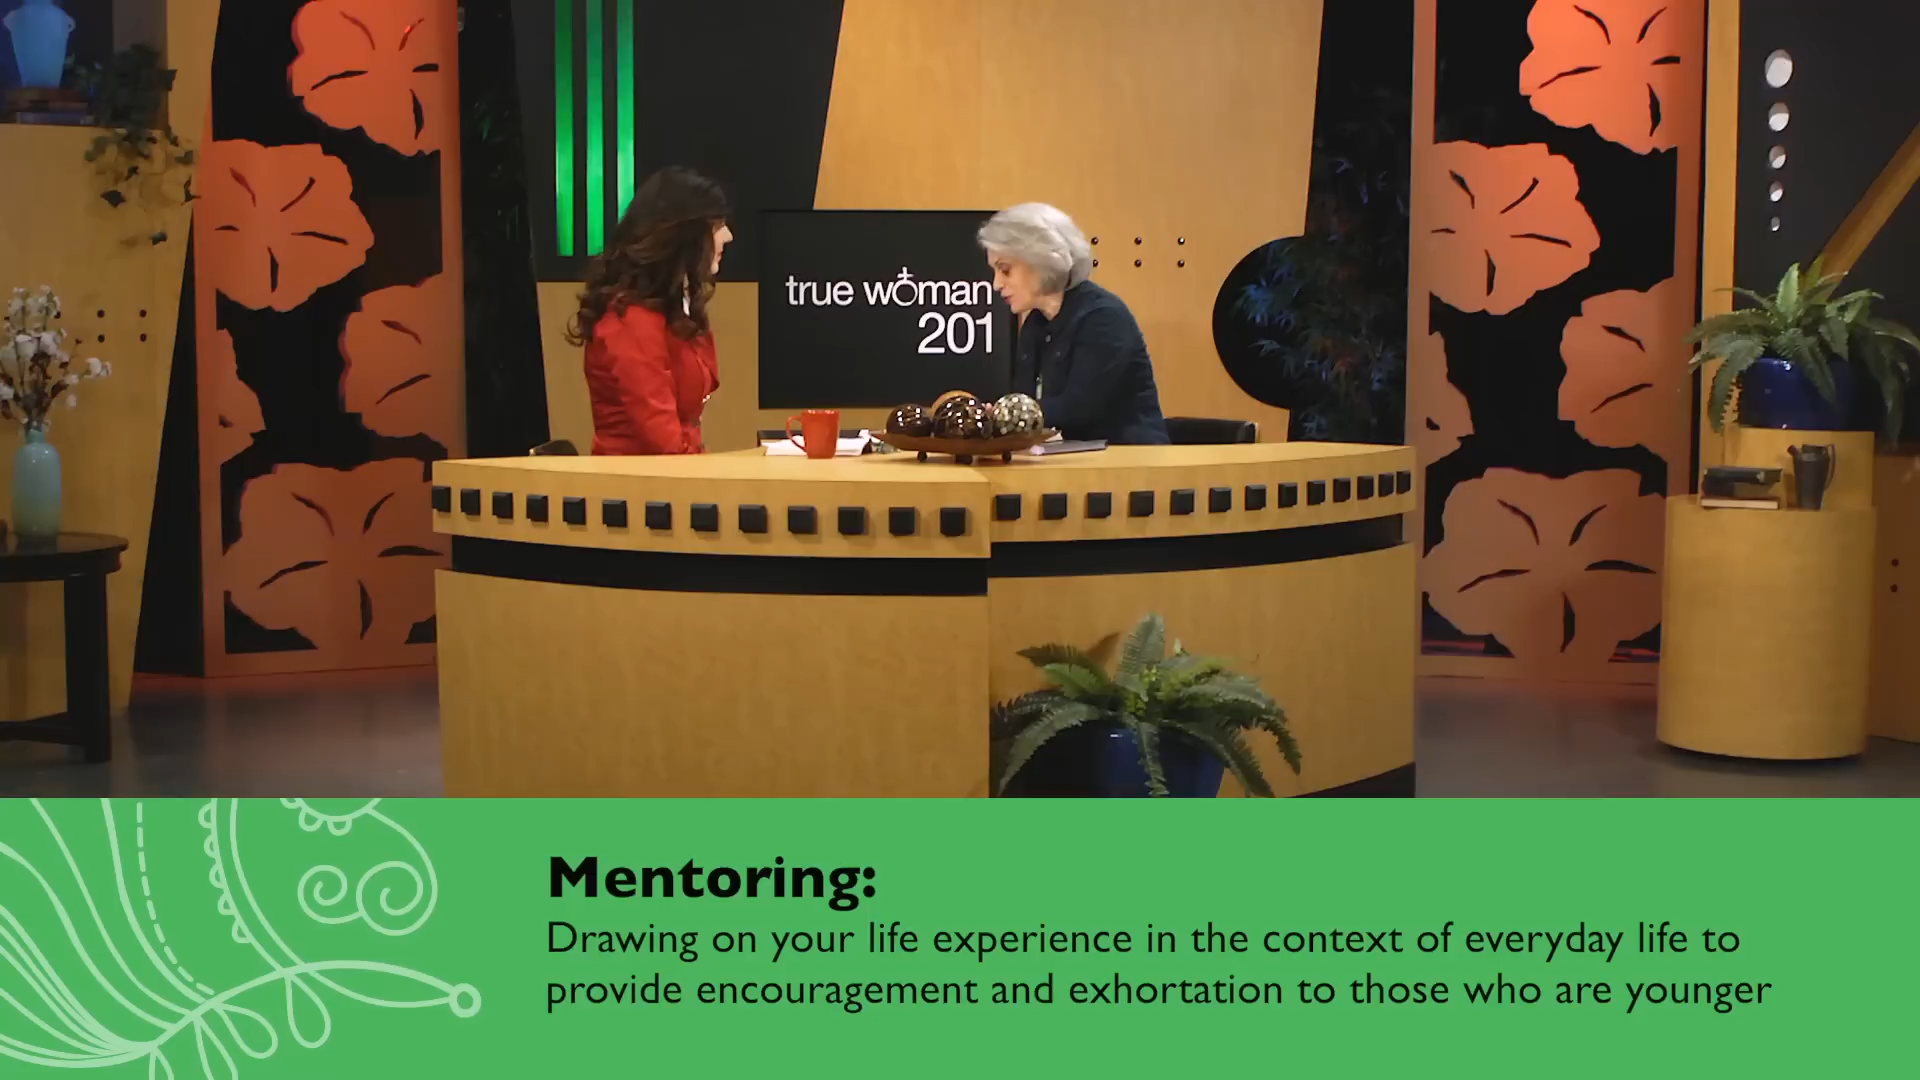 true woman
201
Mentoring:
Drawing on your life experience in the context of everyday life to
provide encouragement and exhortation to those who are younger